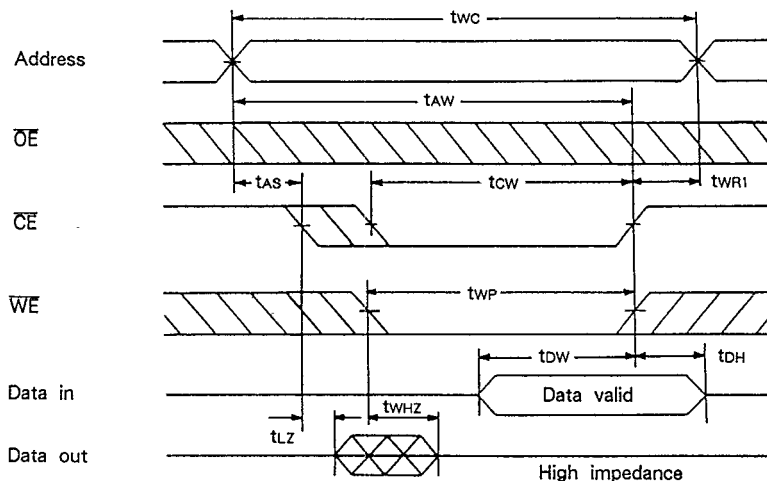 tWC
Address
tAW
OE
tAS
tCW
tWR1
CE
WE
tWP
tDW
tDH
Data in
Data valid
tLZ
tWHZ
Data out
High impedance